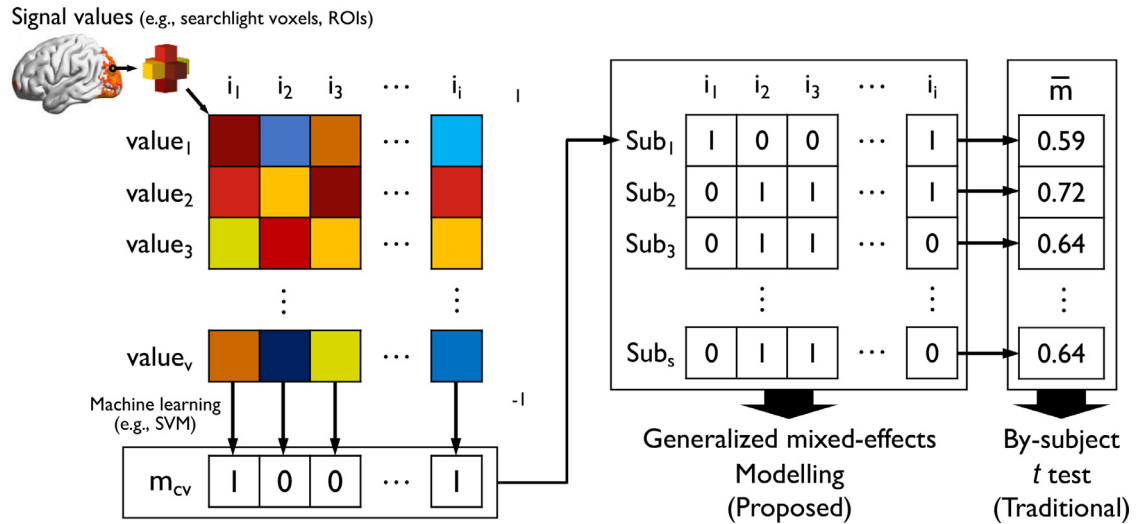 Signal values (e.g., searchlight voxels, ROIs)
i₁ i₂ i₃ ⋯ iᵢ 1
value₁ ⋯
value₂ ⋯
value₃ ⋯
⋮ ⋮
valueᵥ ⋯
-1
Machine learning
(e.g., SVM)
m_cv 1 0 0 ⋯ 1
i₁ i₂ i₃ ⋯ iᵢ
Sub₁ 1 0 0 ⋯ 1
Sub₂ 0 1 1 ⋯ 1
Sub₃ 0 1 1 ⋯ 0
⋮ ⋮
Subₛ 0 1 1 ⋯ 0
m̅
0.59
0.72
0.64
⋮
0.64
Generalized mixed-effects
Modelling
(Proposed)
By-subject
t test
(Traditional)